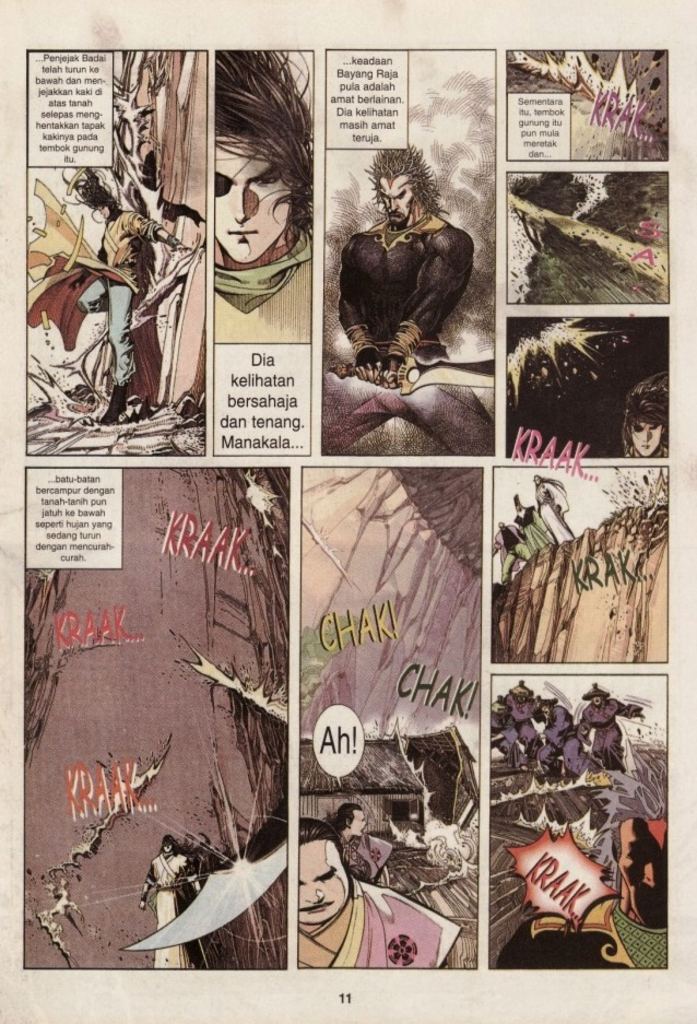 ...Penjejak Badai
telah turun ke
bawah dan men-
jejakkan kaki di
atas tanah
selepas meng-
hentakkan tapak
kakinya pada
tembok gunung
itu.
Dia
kelihatan
bersahaja
dan tenang.
Manakala...
...keadaan
Bayang Raja
pula adalah
amat berlainan.
Dia kelihatan
masih amat
teruja.
KRAK...
Sementara
itu, tembok
gunung itu
pun mula
meretak
dan...
S
A
KRAAK...
...batu-batan
bercampur dengan
tanah-tanih pun
jatuh ke bawah
seperti hujan yang
sedang turun
dengan mencurah-
curah.
KRAAK...
KRAAK...
KRAAK...
CHAK!
CHAK!
Ah!
KRAK...
KRAAK...
11